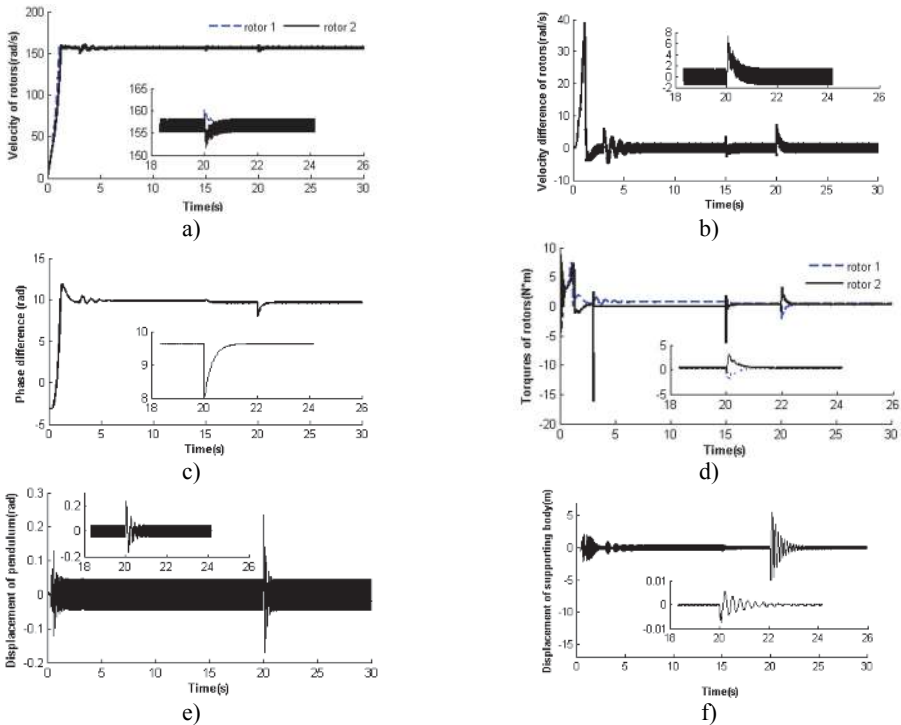 rotor 1
rotor 2
Velocity of rotors(rad/s)
200
150
100
50
0
165
160
155
150
18 20 22 24 26
0 5 10 15 20 25 30
Time(s)
a)
Velocity difference of rotors(rad/s)
40
30
20
10
0
-10
8
6
4
2
0
-2
18 20 22 24 26
0 5 10 15 20 25 30
Time(s)
b)
Phase difference (rad)
15
10
5
0
-5
10
9
8
18 20 22 24 26
0 5 10 15 20 25 30
Time(s)
c)
rotor 1
rotor 2
Torqures of rotors(N*m)
10
5
0
-5
-10
-15
-20
5
0
-5
18 20 22 24 26
0 5 10 15 20 25 30
Time(s)
d)
Displacement of pendulum(rad)
0.3
0.2
0.1
0
-0.1
-0.2
0.2
0
-0.2
18 20 22 24 26
0 5 10 15 20 25 30
Time(s)
e)
Displacement of supporting body(m)
5
0
-5
-10
-15
0.01
0
-0.01
18 20 22 24 26
0 5 10 15 20 25 30
Time(s)
f)